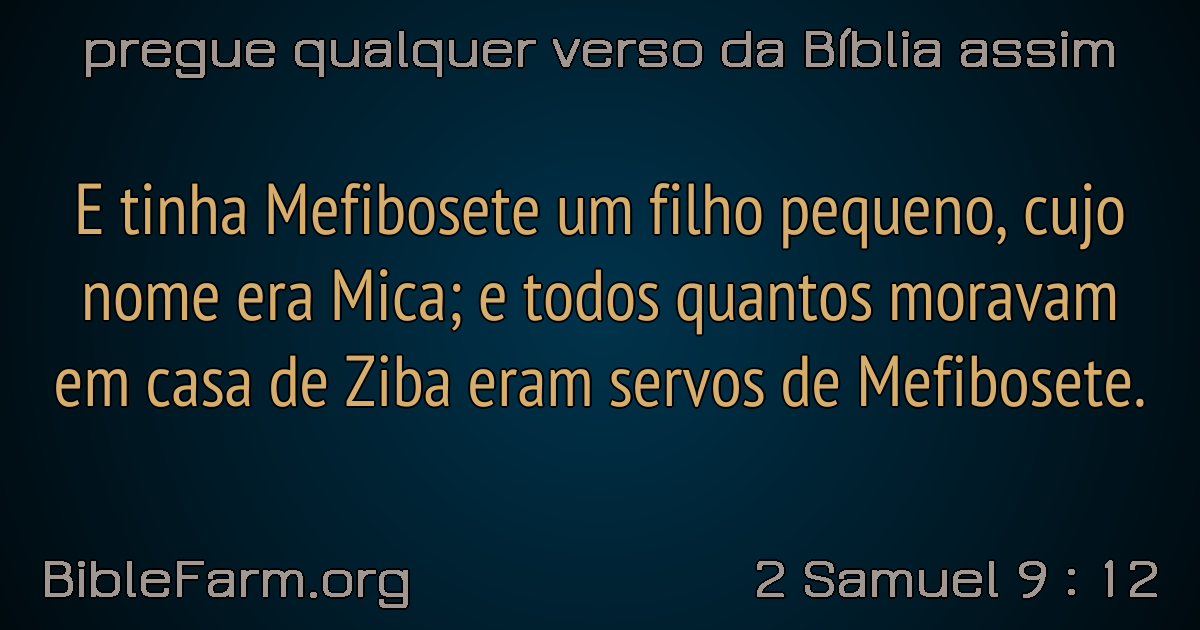 pregue qualquer verso da Bíblia assim
E tinha Mefibosete um filho pequeno, cujo
nome era Mica; e todos quantos moravam
em casa de Ziba eram servos de Mefibosete.
BibleFarm.org
2 Samuel 9 : 12